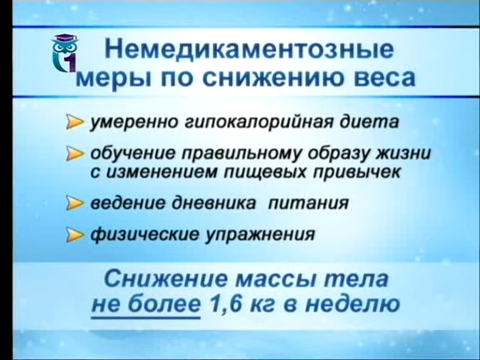 1
Немедикаментозные
меры по снижению веса
умеренно гипокалорийная диета
обучение правильному образу жизни
с изменением пищевых привычек
ведение дневника питания
физические упражнения
Снижение массы тела
не более 1,6 кг в неделю